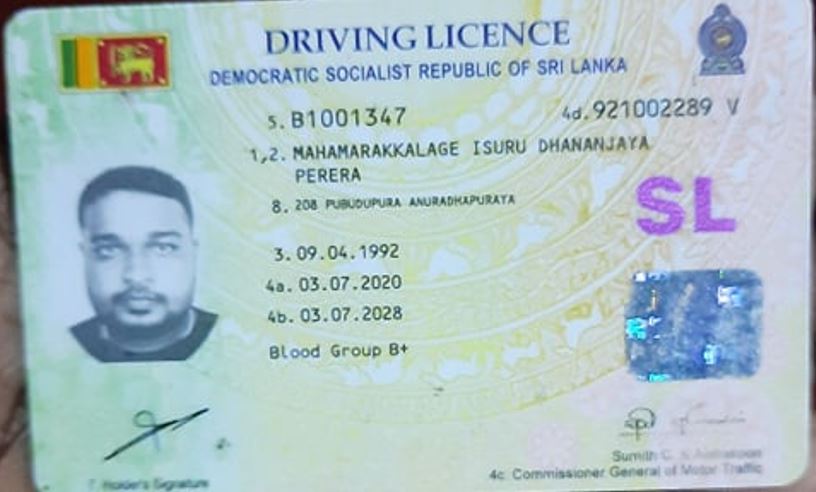 DRIVING LICENCE
DEMOCRATIC SOCIALIST REPUBLIC OF SRI LANKA
5. B1001347 4d. 921002289 V
1,2. MAHAMARAKKALAGE ISURU DHANANJAYA
PERERA
8. 208 PUBUDUPURA ANURADHAPURAYA
SL
3. 09.04.1992
4a. 03.07.2020
4b. 03.07.2028
Blood Group B+
Sumith C.
4c. Commissioner General of Motor Traffic
Holder's Signature